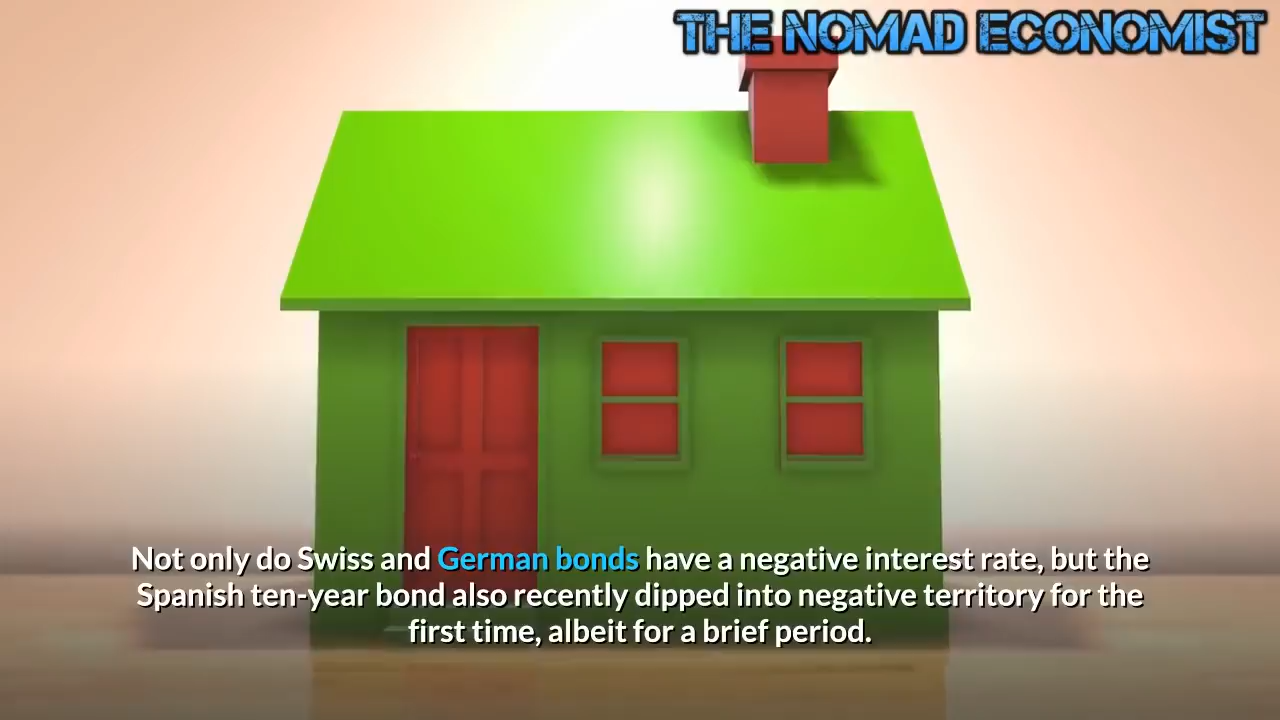 THE NOMAD ECONOMIST
Not only do Swiss and German bonds have a negative interest rate, but the
Spanish ten-year bond also recently dipped into negative territory for the
first time, albeit for a brief period.